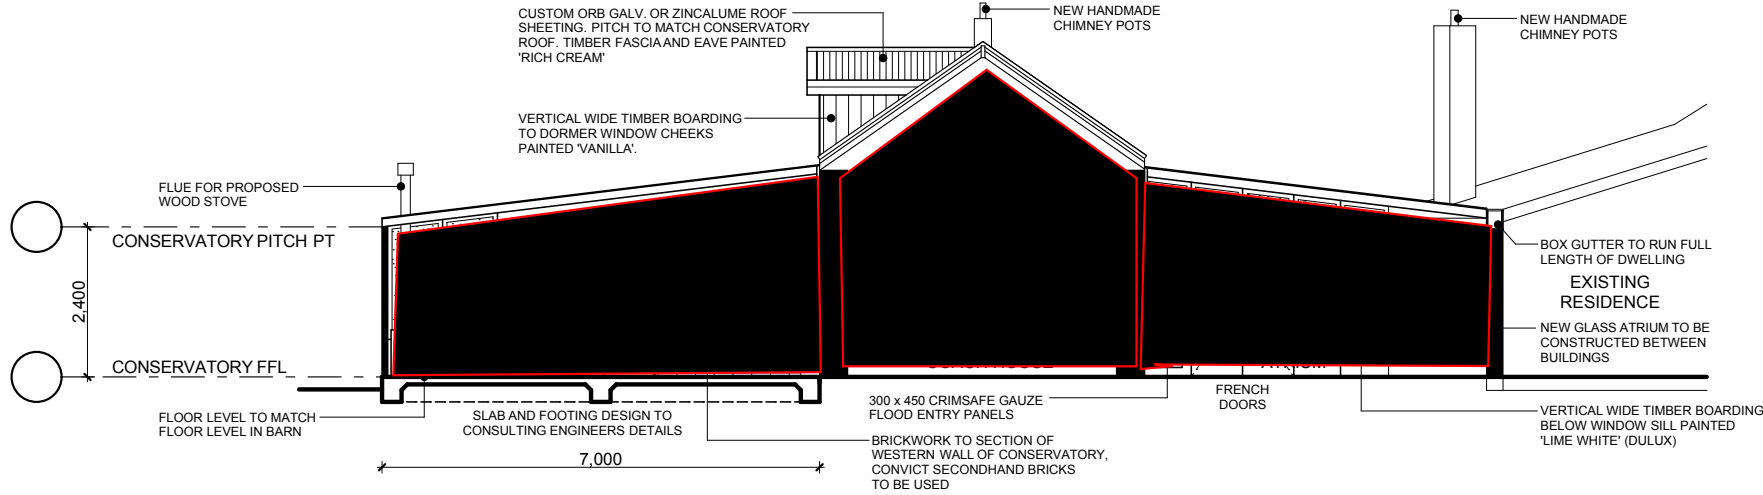 CUSTOM ORB GALV. OR ZINCALUME ROOF
SHEETING. PITCH TO MATCH CONSERVATORY
ROOF. TIMBER FASCIA AND EAVE PAINTED
'RICH CREAM'
NEW HANDMADE
CHIMNEY POTS
NEW HANDMADE
CHIMNEY POTS
VERTICAL WIDE TIMBER BOARDING
TO DORMER WINDOW CHEEKS
PAINTED 'VANILLA'.
FLUE FOR PROPOSED
WOOD STOVE
CONSERVATORY PITCH PT
2,400
CONSERVATORY FFL
BOX GUTTER TO RUN FULL
LENGTH OF DWELLING
EXISTING
RESIDENCE
NEW GLASS ATRIUM TO BE
CONSTRUCTED BETWEEN
BUILDINGS
FLOOR LEVEL TO MATCH
FLOOR LEVEL IN BARN
SLAB AND FOOTING DESIGN TO
CONSULTING ENGINEERS DETAILS
7,000
300 x 450 CRIMSAFE GAUZE
FLOOD ENTRY PANELS
FRENCH
DOORS
BRICKWORK TO SECTION OF
WESTERN WALL OF CONSERVATORY,
CONVICT SECONDHAND BRICKS
TO BE USED
VERTICAL WIDE TIMBER BOARDING
BELOW WINDOW SILL PAINTED
'LIME WHITE' (DULUX)